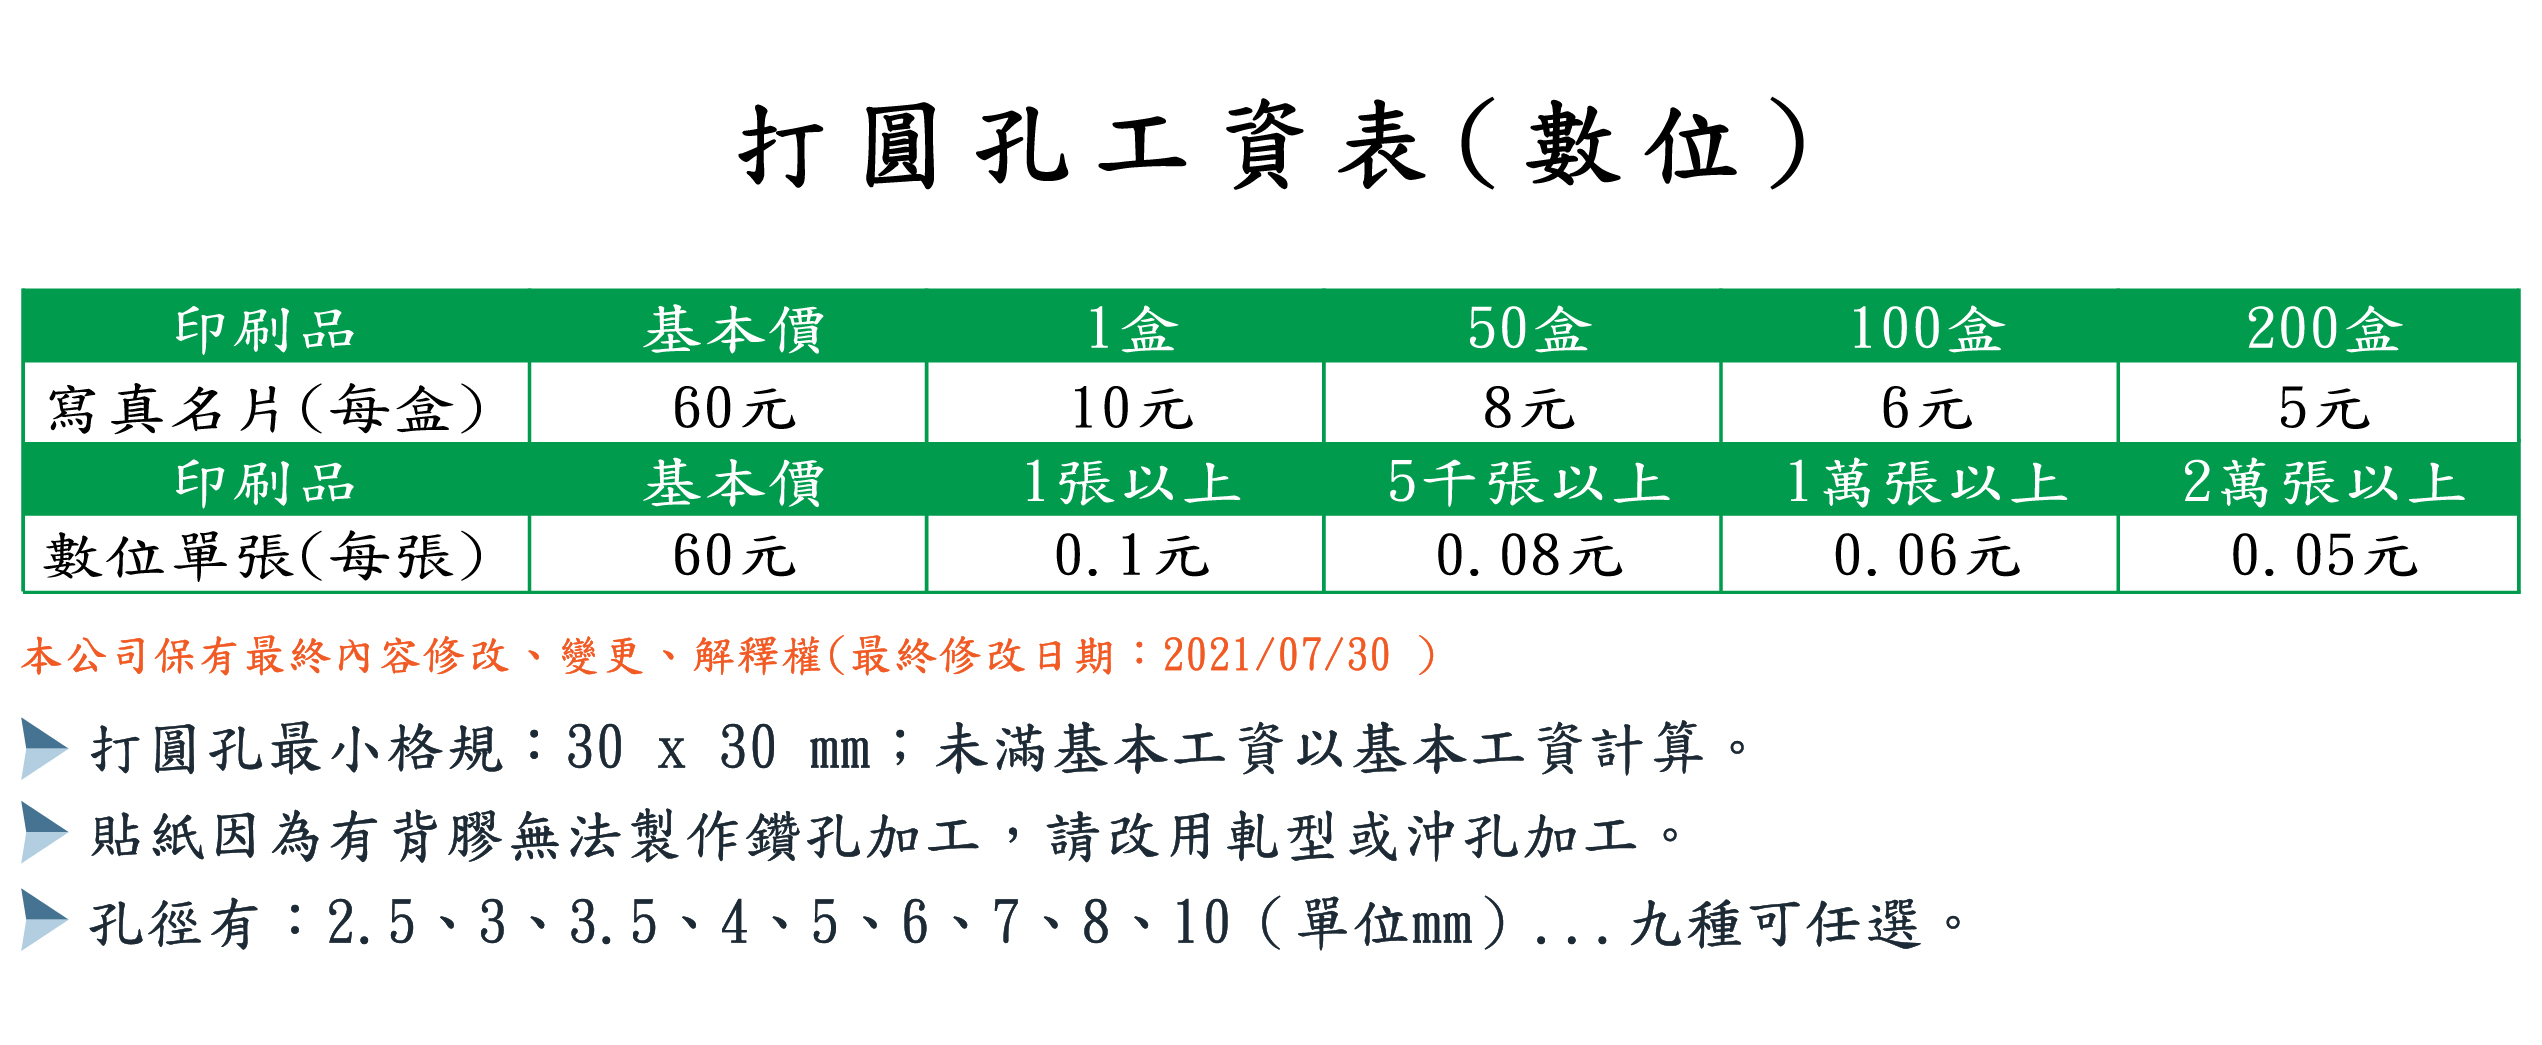 打圓孔工資表(數位)
印刷品 基本價 1盒 50盒 100盒 200盒
寫真名片(每盒) 60元 10元 8元 6元 5元
印刷品 基本價 1張以上 5千張以上 1萬張以上 2萬張以上
數位單張(每張) 60元 0.1元 0.08元 0.06元 0.05元
本公司保有最終內容修改、變更、解釋權(最終修改日期：2021/07/30 )
打圓孔最小格規：30 x 30 mm；未滿基本工資以基本工資計算。
貼紙因為有背膠無法製作鑽孔加工，請改用軋型或沖孔加工。
孔徑有：2.5、3、3.5、4、5、6、7、8、10（單位mm）...九種可任選。